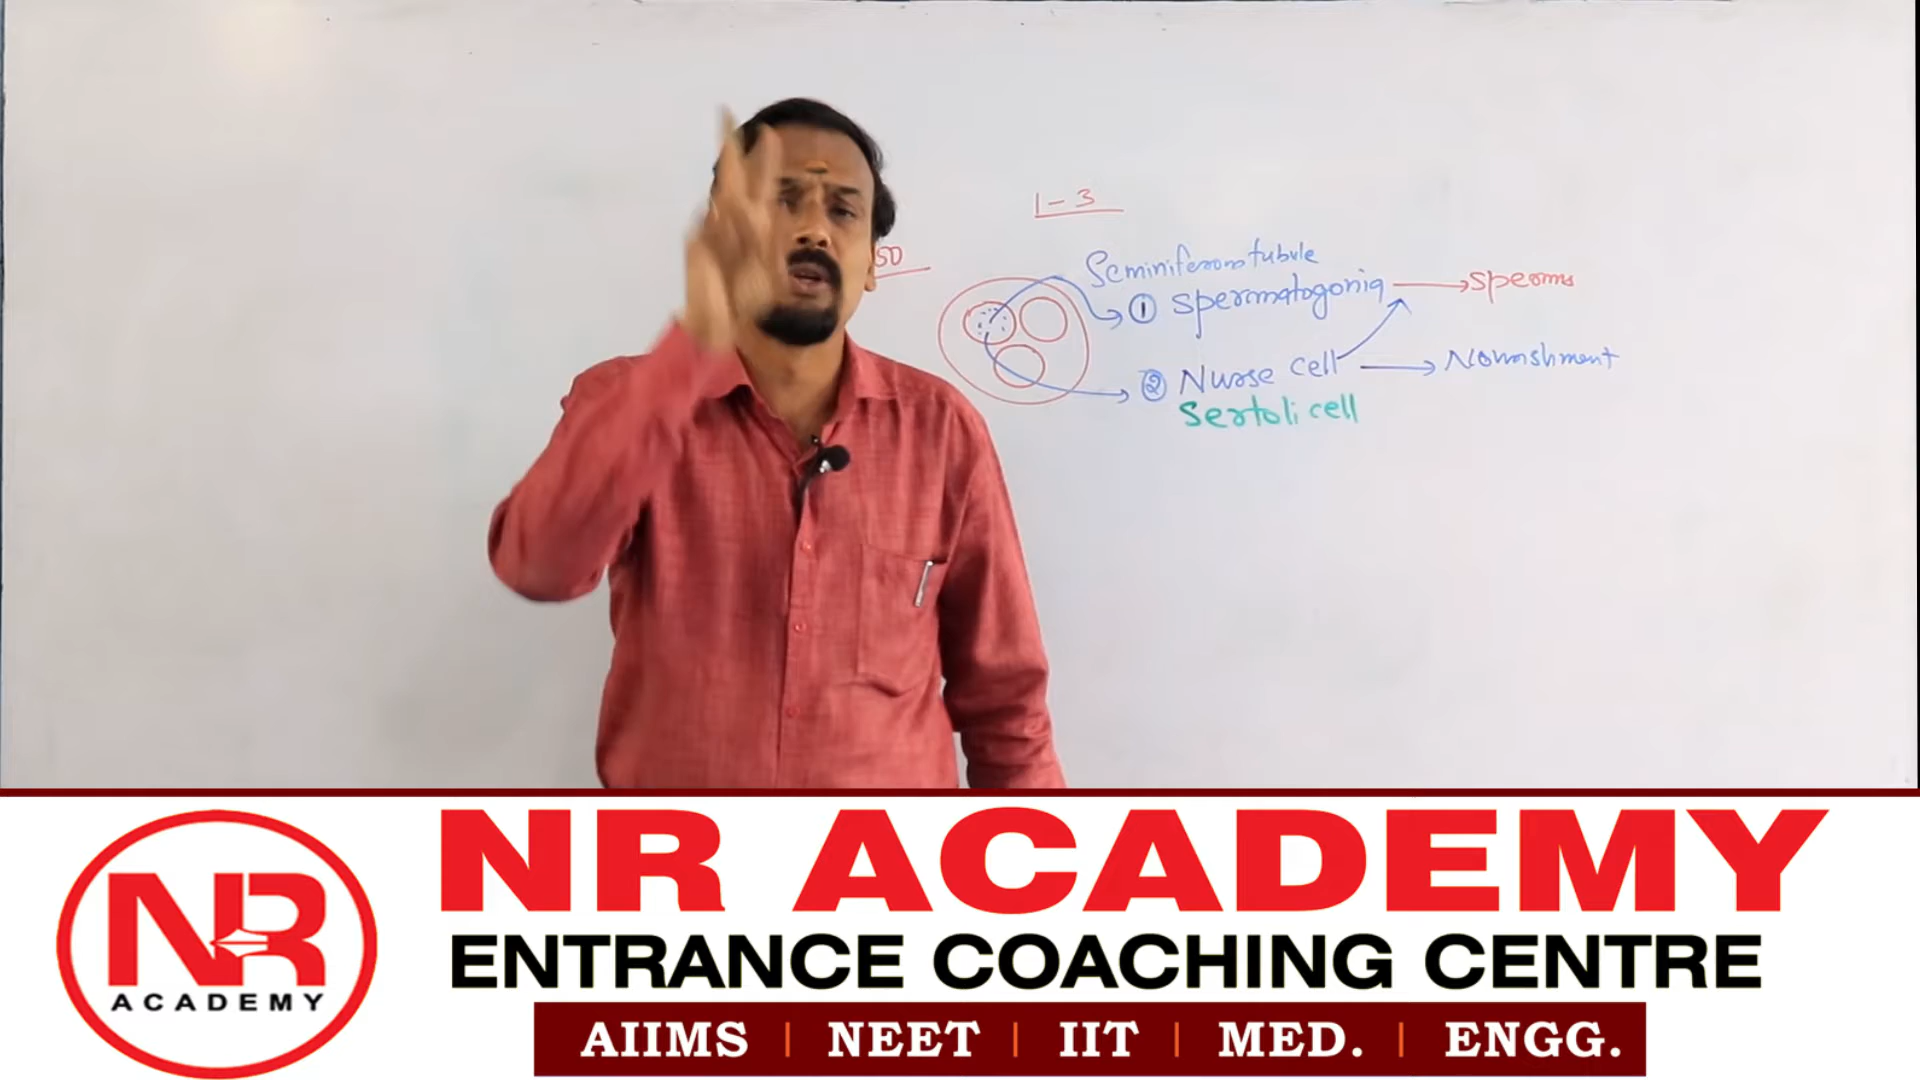 1-3
50
Seminiferous tubule
① Spermatogonia → Sperms
② Nurse cell → Nourishment
Sertoli cell
NR ACADEMY
NR
ACADEMY
ENTRANCE COACHING CENTRE
AIIMS | NEET | IIT | MED. | ENGG.